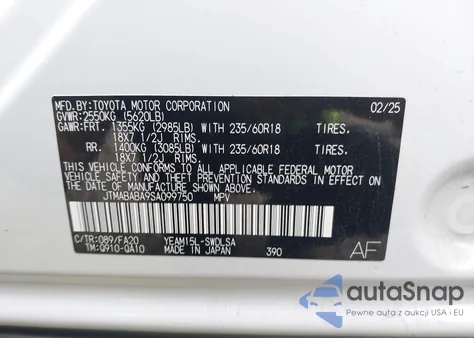 MFD.BY:TOYOTA MOTOR CORPORATION 02/25
GVWR:2550KG (5620LB)
GAWR:FRT. 1355KG (2985LB) WITH 235/60R18 TIRES.
18X7 1/2J RIMS.
RR. 1400KG (3085LB) WITH 235/60R18 TIRES.
18X7 1/2J RIMS.
THIS VEHICLE CONFORMS TO ALL APPLICABLE FEDERAL MOTOR
VEHICLE SAFETY AND THEFT PREVENTION STANDARDS IN EFFECT
ON THE DATE OF MANUFACTURE SHOWN ABOVE.
JTMABABA9SA099750 MPV
C/TR:089/FA20 YEAM15L-SWDLSA
TM:Q910-QA10 MADE IN JAPAN 390 AF
autoSnap
Pewne auta z aukcji USA i EU